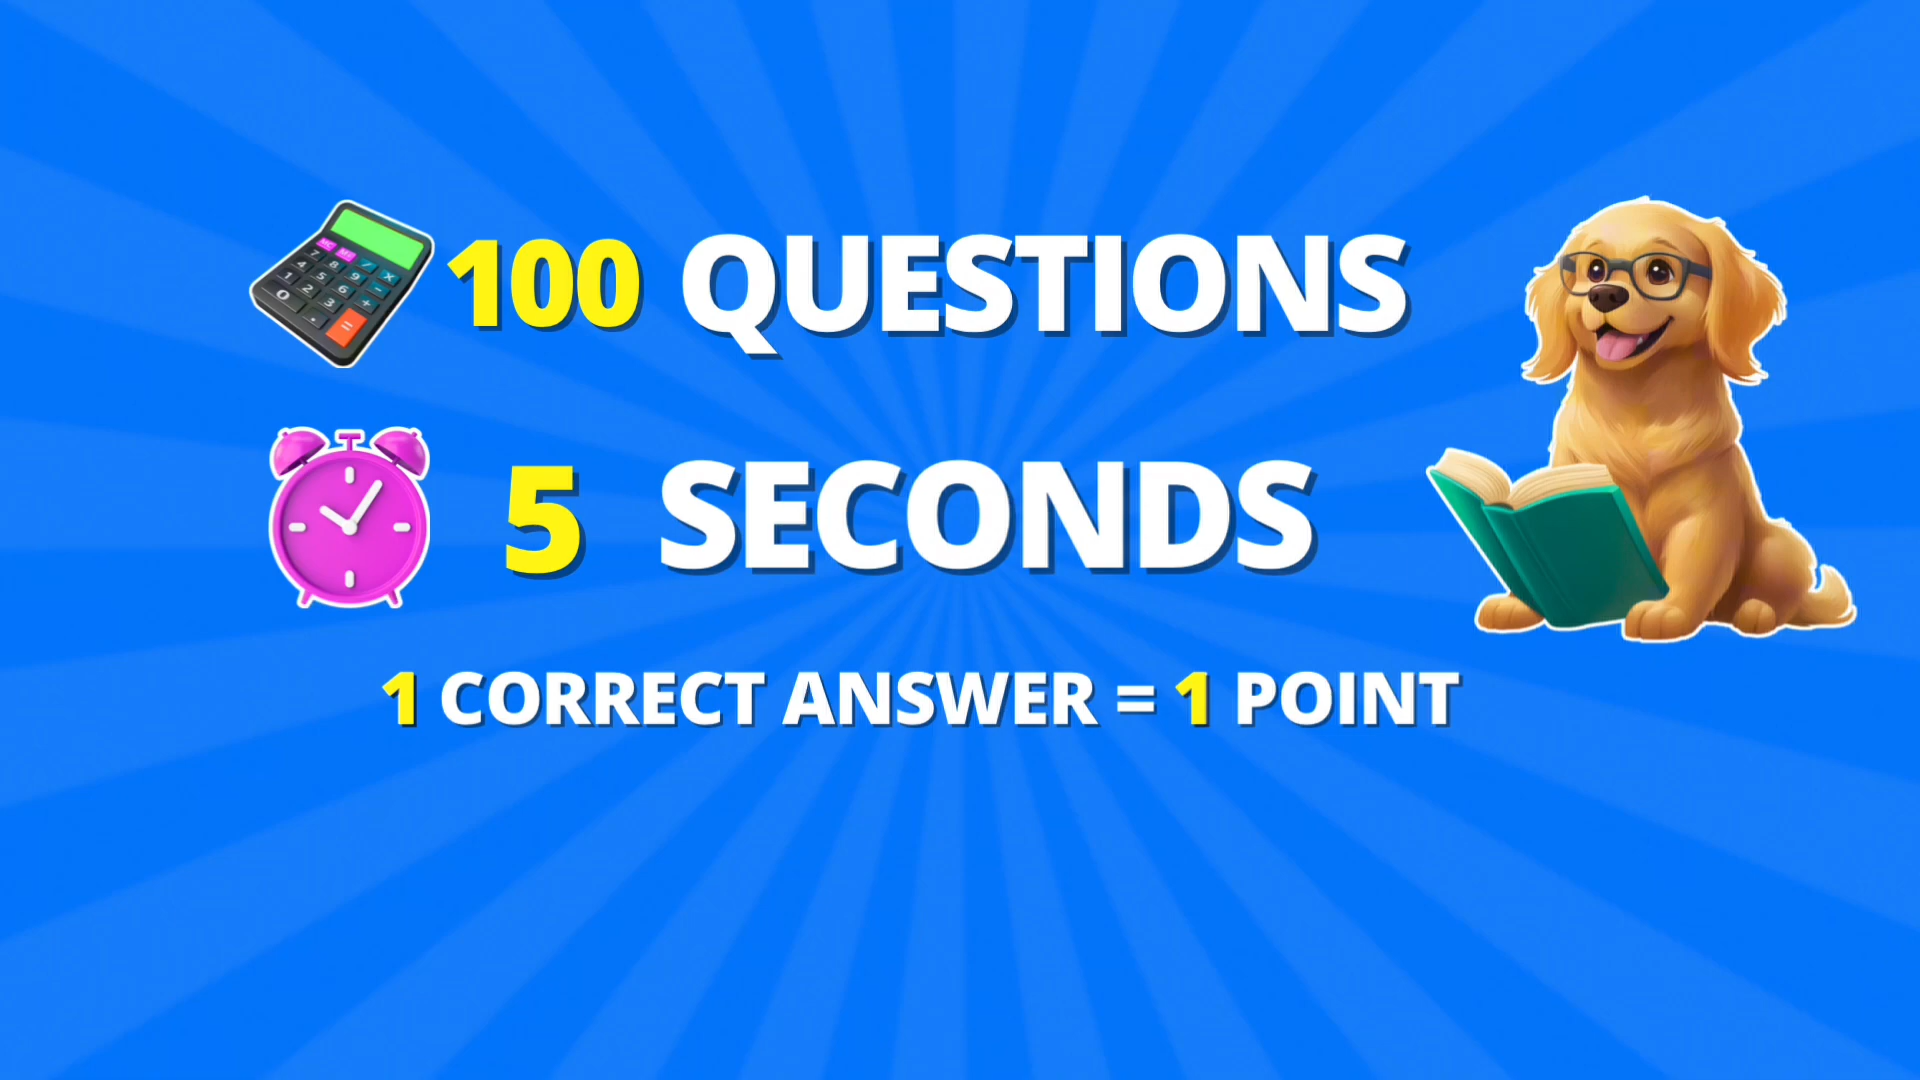 100 QUESTIONS
5 SECONDS
1 CORRECT ANSWER = 1 POINT